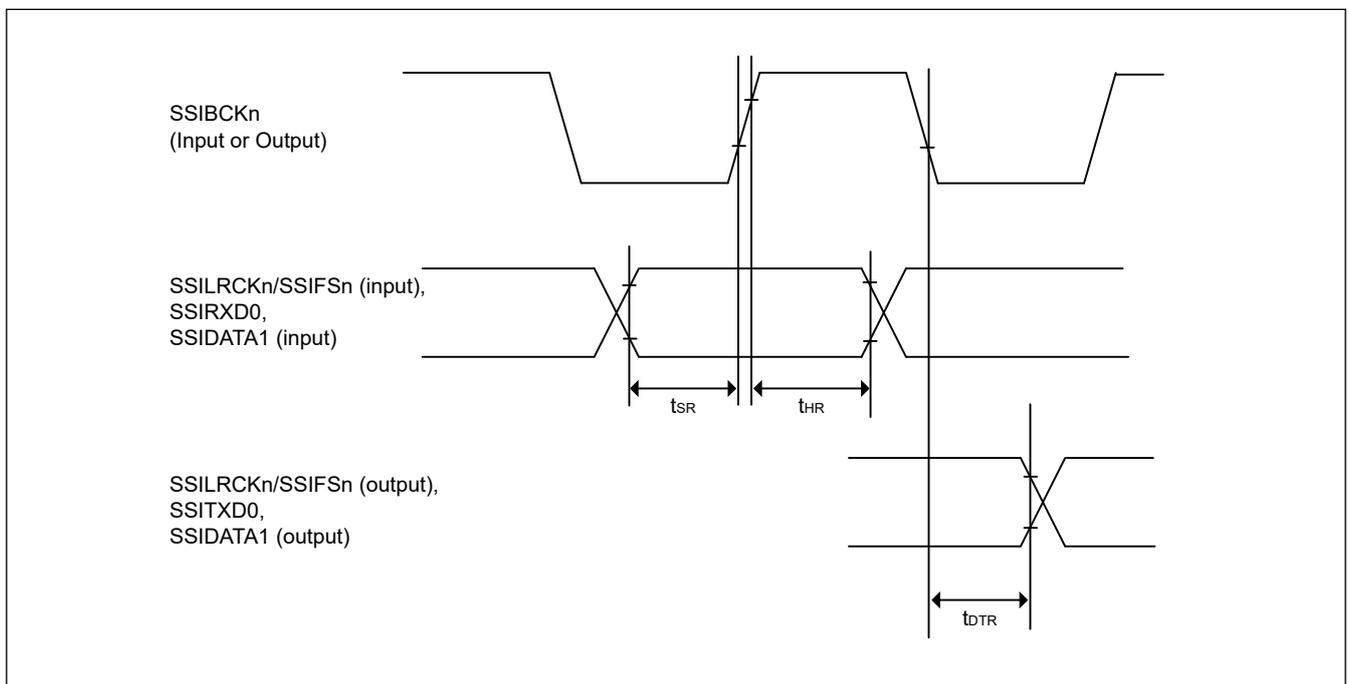 SSIBCKn
(Input or Output)
SSILRCKn/SSIFSn (input),
SSIRXD0,
SSIDATA1 (input)
tSR
tHR
SSILRCKn/SSIFSn (output),
SSITXD0,
SSIDATA1 (output)
tDTR